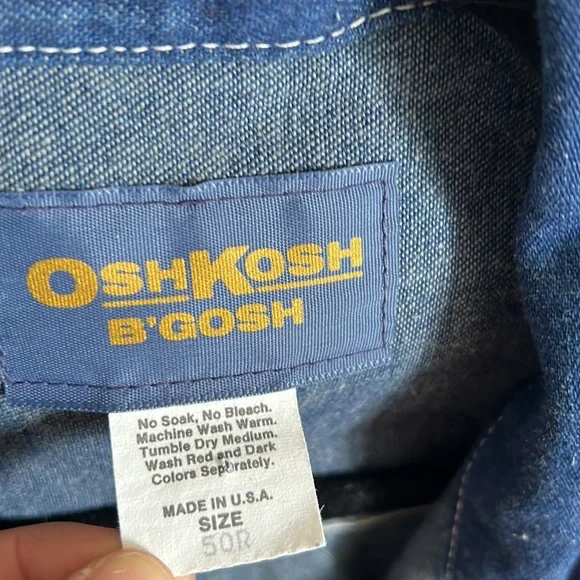 OSHKOSH
B'GOSH
No Soak, No Bleach.
Machine Wash Warm.
Tumble Dry Medium.
Wash Red and Dark
Colors Separately.
MADE IN U.S.A.
SIZE
50R